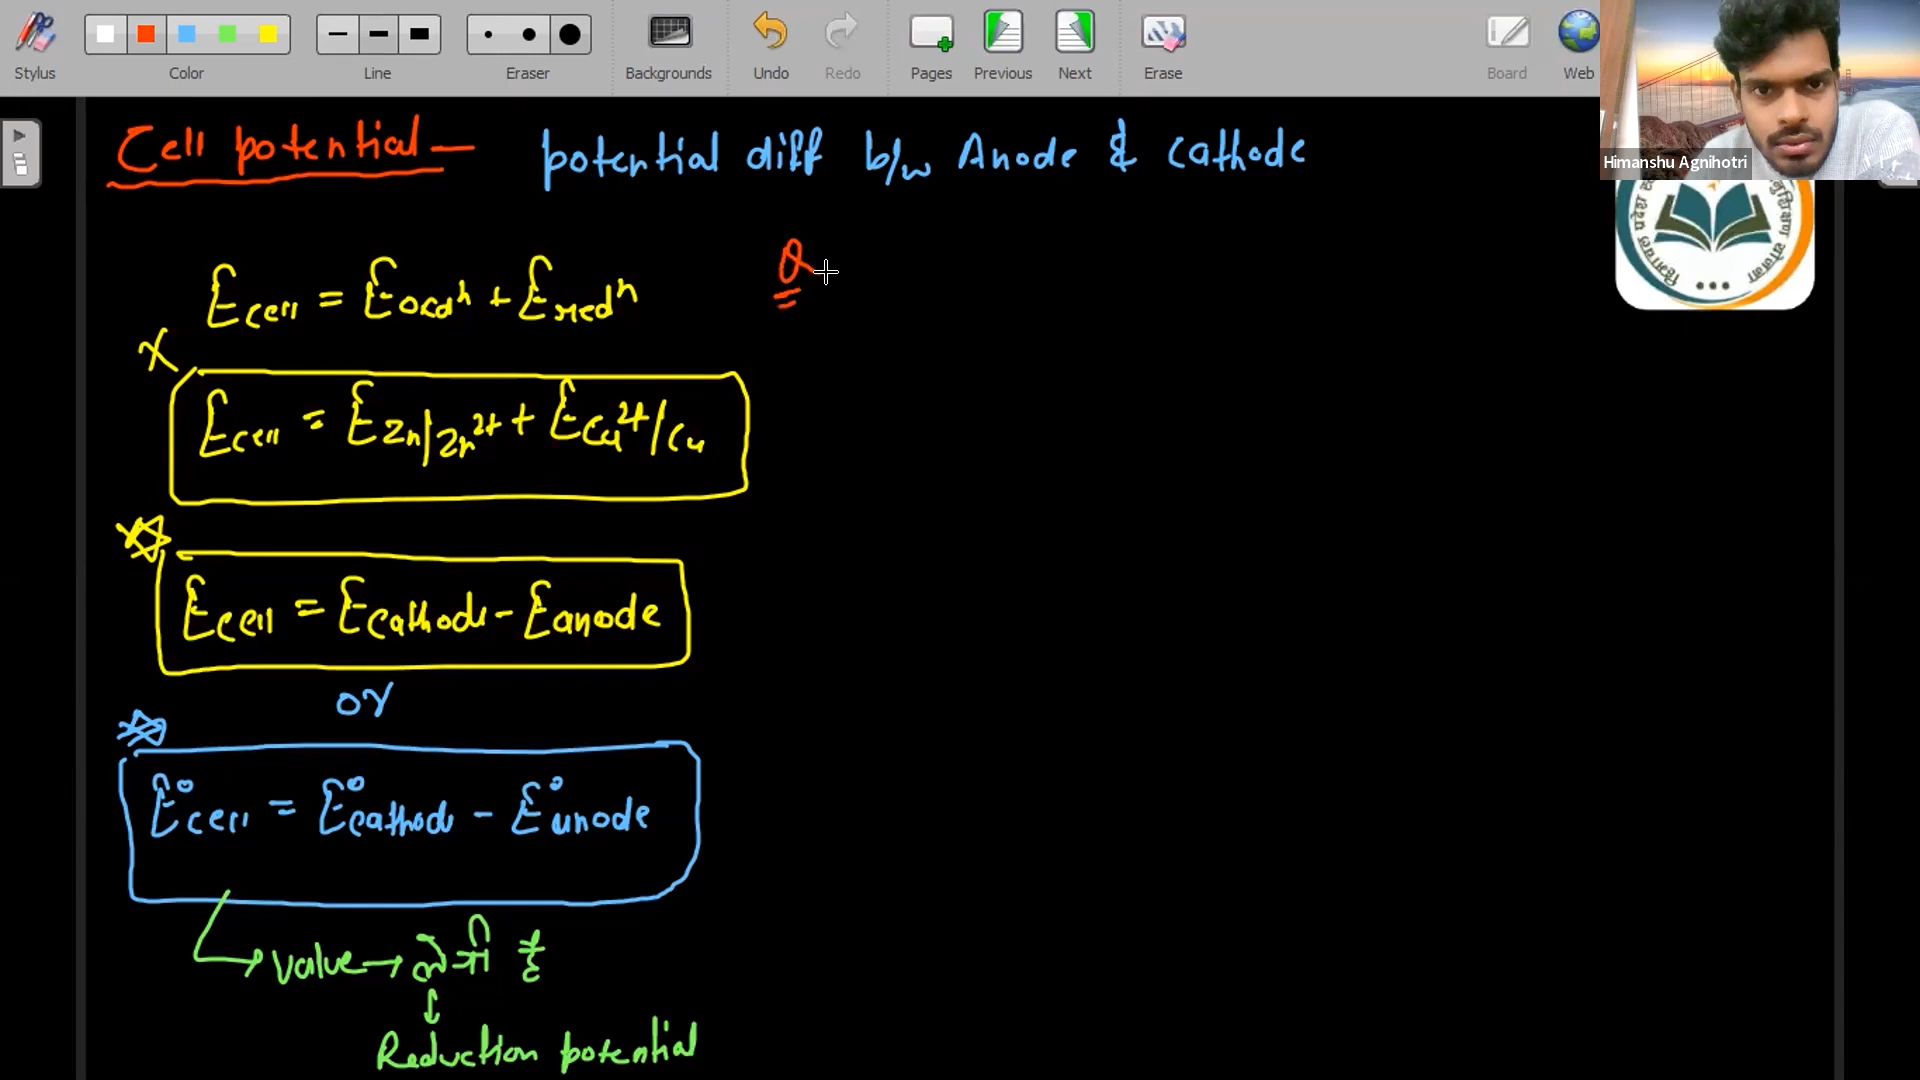 Stylus Color Line Eraser Backgrounds Undo Redo Pages Previous Next Erase Board Web
Himanshu Agnihotri
Cell potential — potential diff b/w Anode & Cathode
Q
Ecell = Eoxdⁿ + Eredⁿ
X
Ecell = EZn/Zn²⁺ + ECu²⁺/Cu
Ecell = Ecathode - Eanode
or
E°cell = E°cathode - E°anode
Value →
Reduction potential